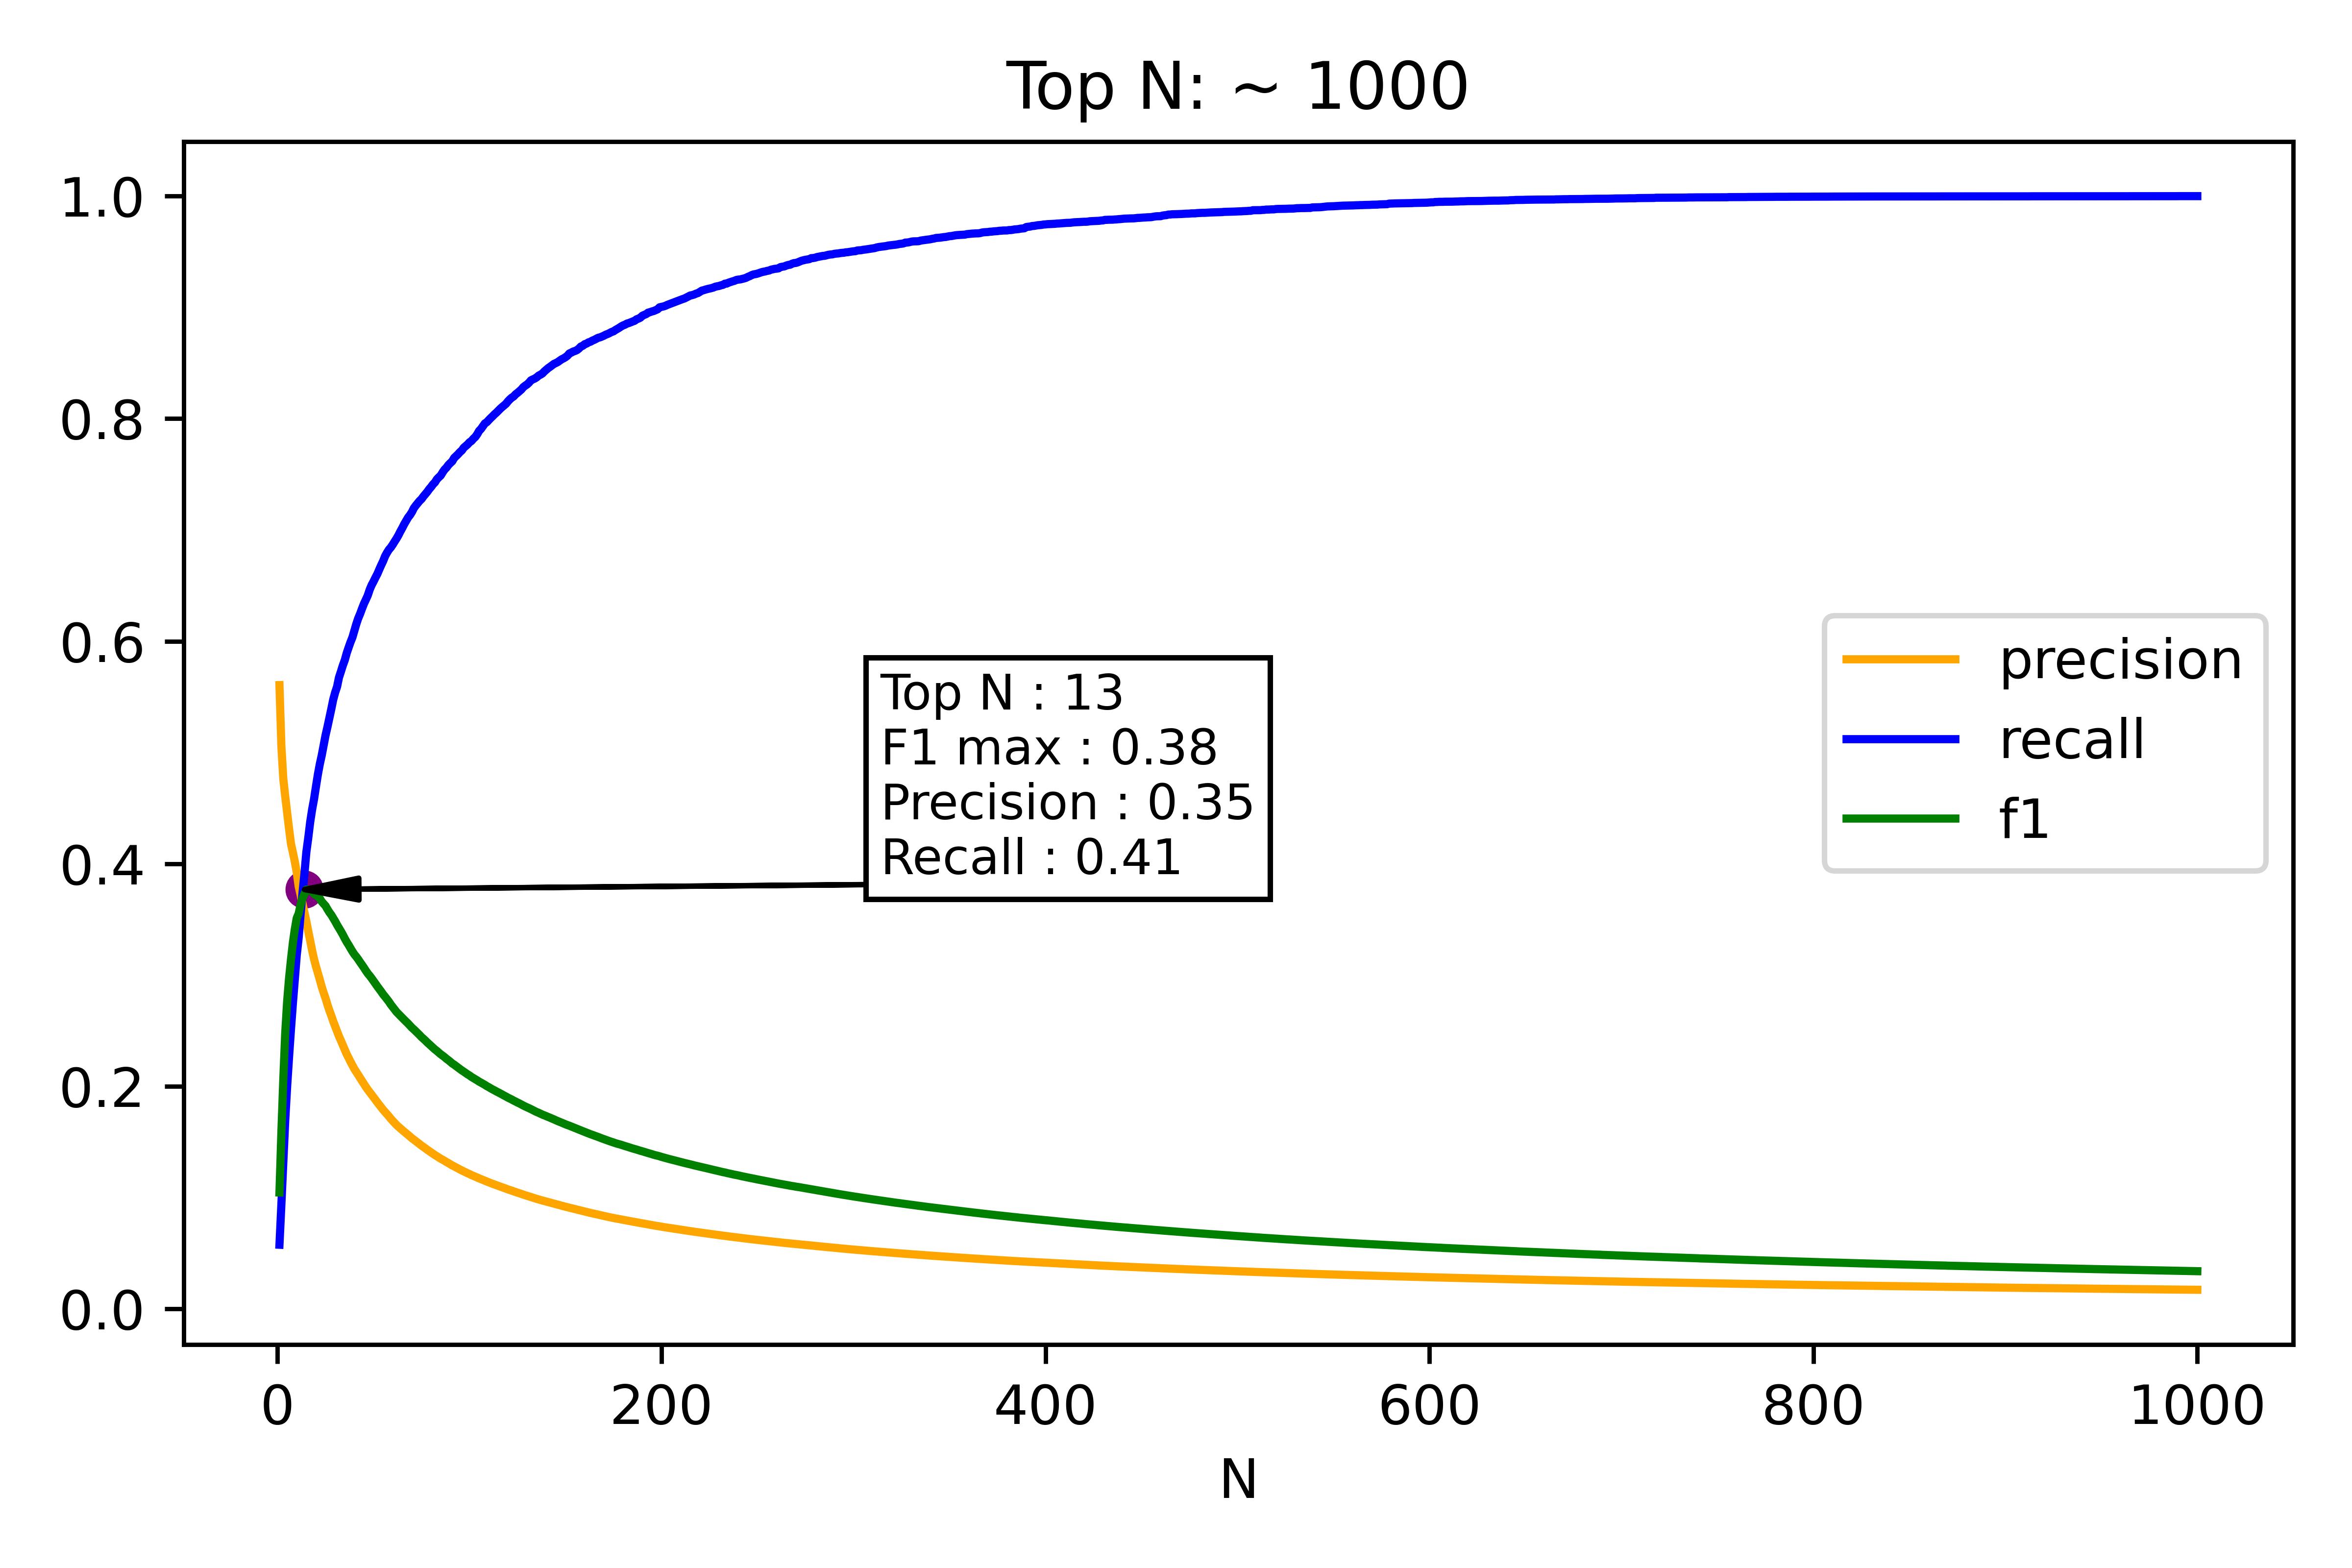 Top N: ~ 1000
1.0
0.8
0.6
0.4
0.2
0.0
Top N : 13
F1 max : 0.38
Precision : 0.35
Recall : 0.41
precision
recall
f1
0 200 400 600 800 1000
N